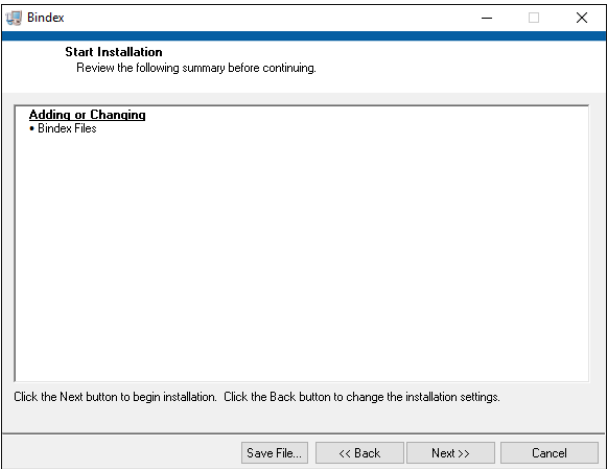 Bindex
Start Installation
Review the following summary before continuing.
Adding or Changing
• Bindex Files
Click the Next button to begin installation. Click the Back button to change the installation settings.
Save File... << Back Next >> Cancel